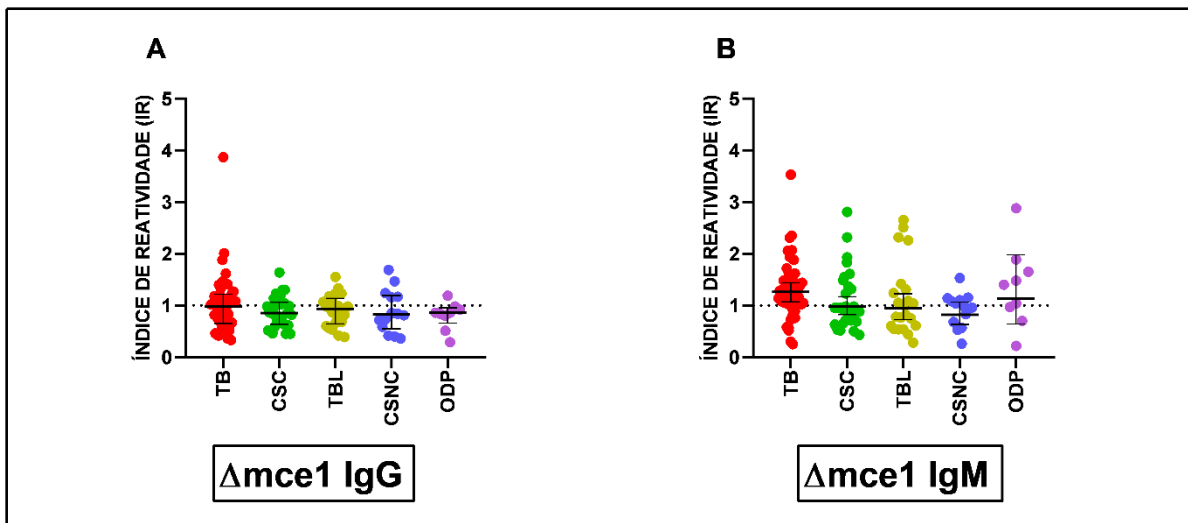 A
ÍNDICE DE REATIVIDADE (IR)
5
4
3
2
1
0
TB
CSC
TBL
CSNC
ODP
Δmce1 IgG
B
ÍNDICE DE REATIVIDADE (IR)
5
4
3
2
1
0
TB
CSC
TBL
CSNC
ODP
Δmce1 IgM